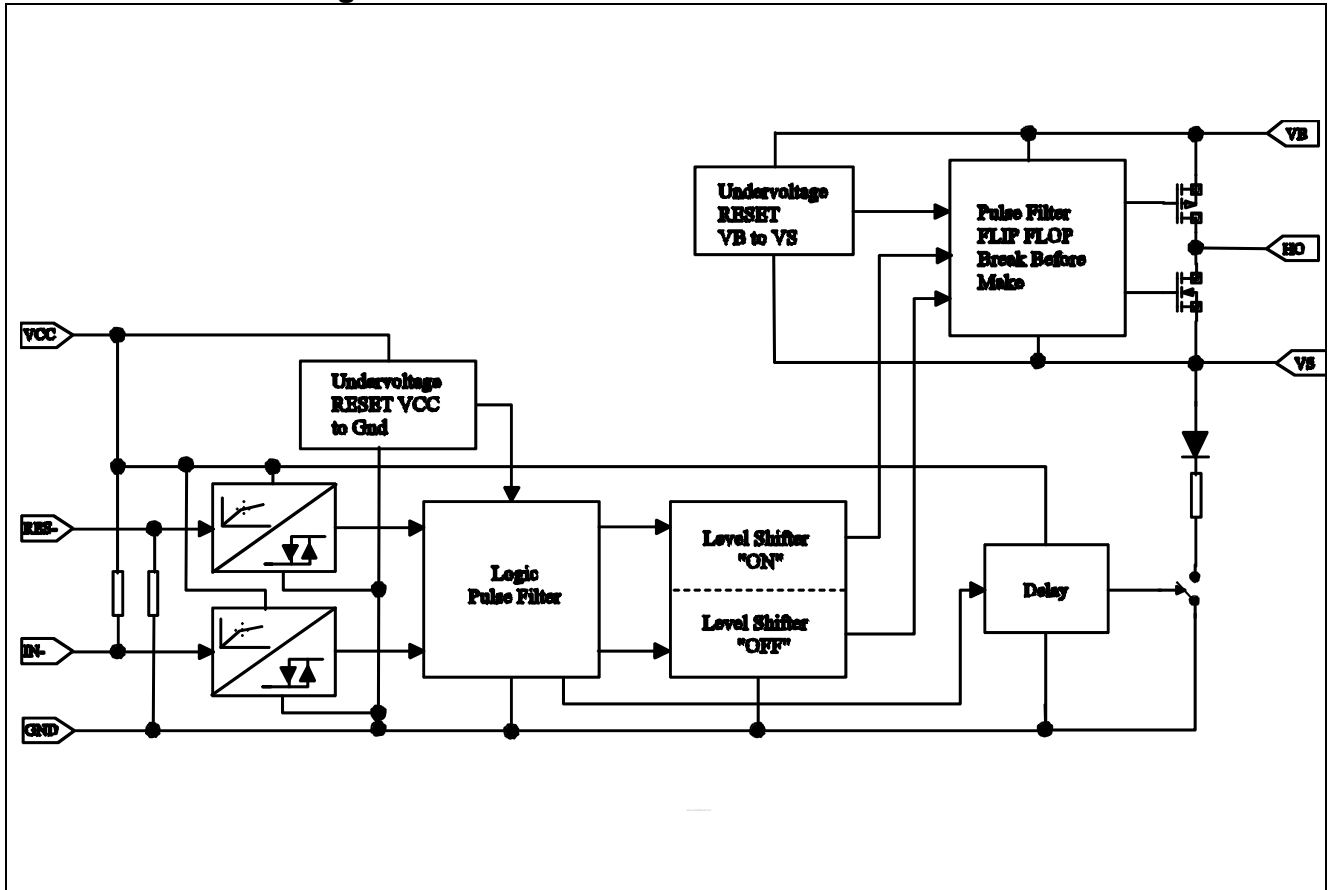 VB
Undervoltage
RESET
VB to VS
Pulse Filter
FLIP FLOP
Break Before
Make
HO
VCC
VS
Undervoltage
RESET VCC
to Gnd
RES-
Level Shifter
"ON"
Logic
Pulse Filter
Delay
Level Shifter
"OFF"
IN-
GND